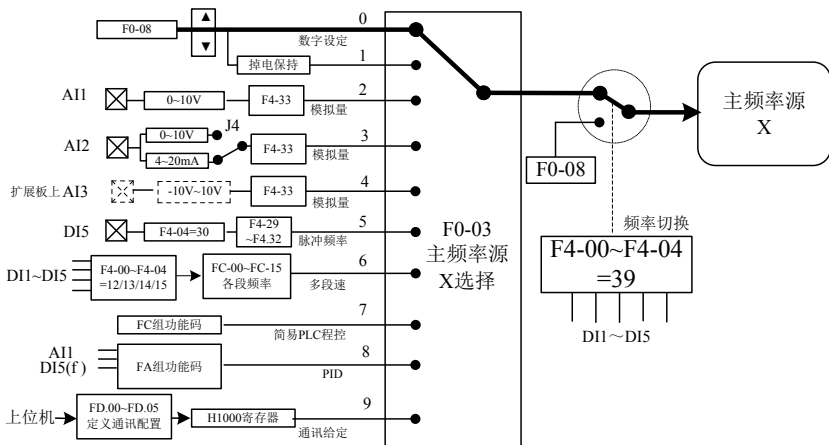 F0-08
▲
▼
0
数字设定
掉电保持
1
AI1
0~10V
F4-33
2
模拟量
AI2
0~10V
4~20mA
J4
F4-33
3
模拟量
扩展板上AI3
-10V~10V
F4-33
4
模拟量
DI5
F4-04=30
F4-29
~F4.32
5
脉冲频率
DI1~DI5
F4-00~F4-04
=12/13/14/15
FC-00~FC-15
各段频率
6
多段速
FC组功能码
7
简易PLC程控
AI1
DI5(f)
FA组功能码
8
PID
上位机
FD.00~FD.05
定义通讯配置
H1000寄存器
9
通讯给定
F0-03
主频率源
X选择
F0-08
主频率源
X
频率切换
F4-00~F4-04
=39
DI1~DI5